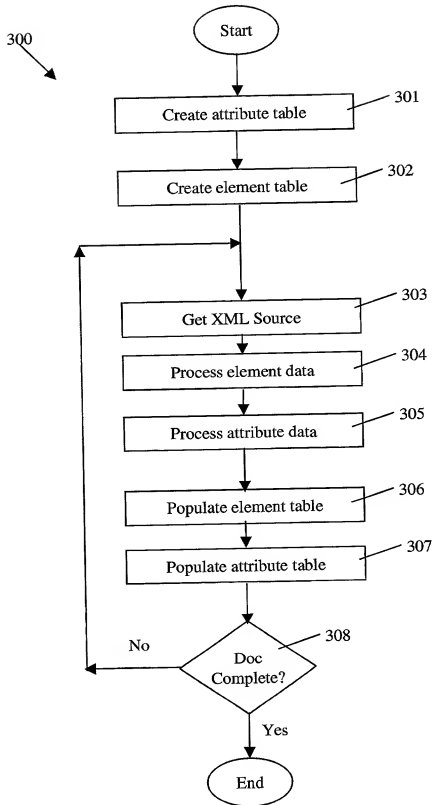 300
Start
Create attribute table
301
Create element table
302
Get XML Source
303
Process element data
304
Process attribute data
305
Populate element table
306
Populate attribute table
307
Doc
Complete?
308
No
Yes
End